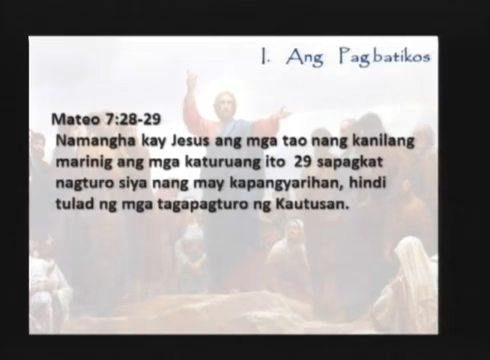 I. Ang Pagbatikos
Mateo 7:28-29
Namangha kay Jesus ang mga tao nang kanilang
marinig ang mga katuruang ito 29 sapagkat
nagturo siya nang may kapangyarihan, hindi
tulad ng mga tagapagturo ng Kautusan.